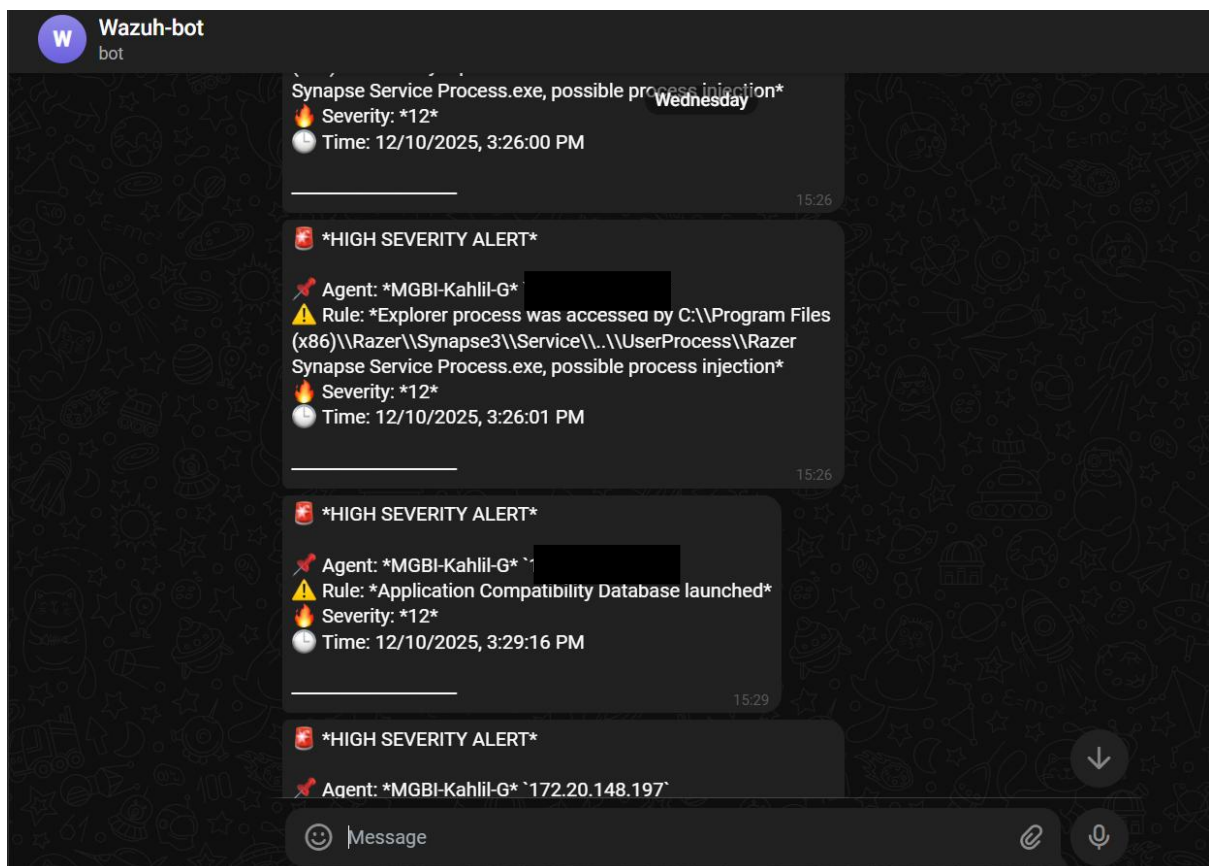 W
Wazuh-bot
bot
Synapse Service Process.exe, possible process injection*
Wednesday
🔥 Severity: *12*
🕒 Time: 12/10/2025, 3:26:00 PM
15:26
🚨 *HIGH SEVERITY ALERT*
📌 Agent: *MGBI-Kahlil-G* `
⚠️ Rule: *Explorer process was accessed by C:\\Program Files
(x86)\\Razer\\Synapse3\\Service\\..\\UserProcess\\Razer
Synapse Service Process.exe, possible process injection*
🔥 Severity: *12*
🕒 Time: 12/10/2025, 3:26:01 PM
15:26
🚨 *HIGH SEVERITY ALERT*
📌 Agent: *MGBI-Kahlil-G* `
⚠️ Rule: *Application Compatibility Database launched*
🔥 Severity: *12*
🕒 Time: 12/10/2025, 3:29:16 PM
15:29
🚨 *HIGH SEVERITY ALERT*
📌 Agent: *MGBI-Kahlil-G* `172.20.148.197`
Message